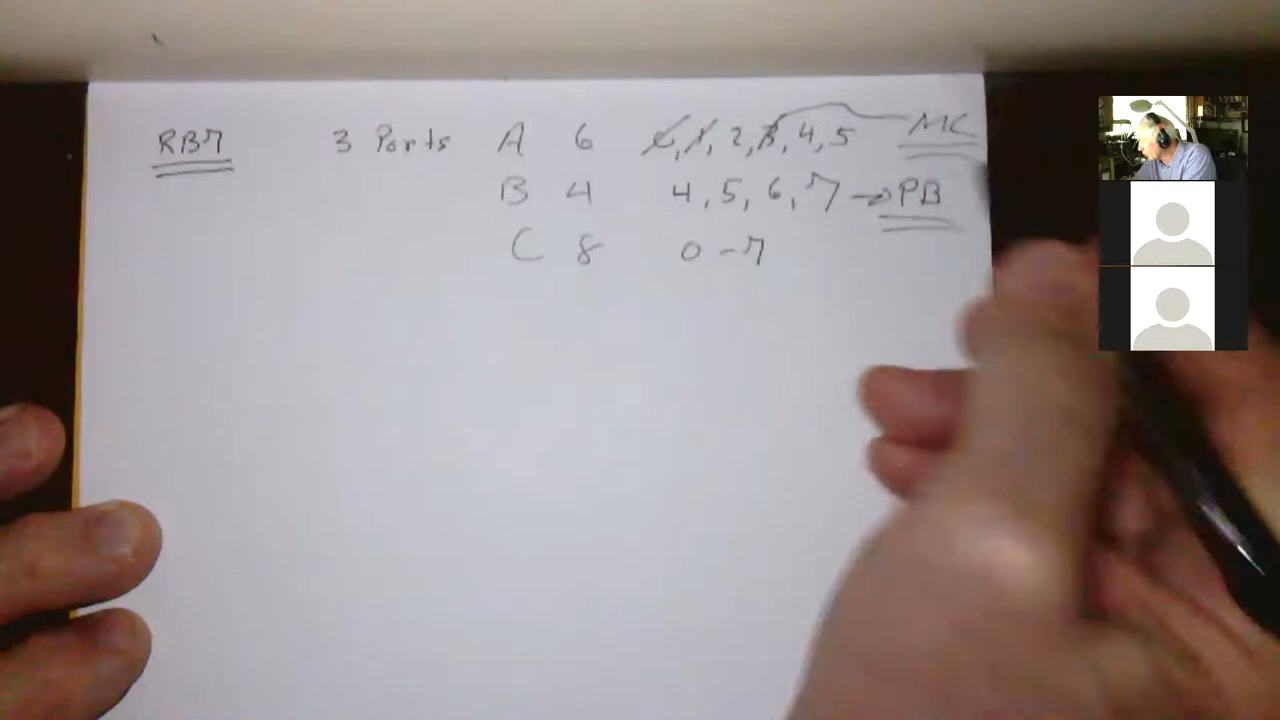 RB7 3 Ports A 6 0, 1, 2, 3, 4, 5 MC
B 4 4, 5, 6, 7 → PB
C 8 0 - 7